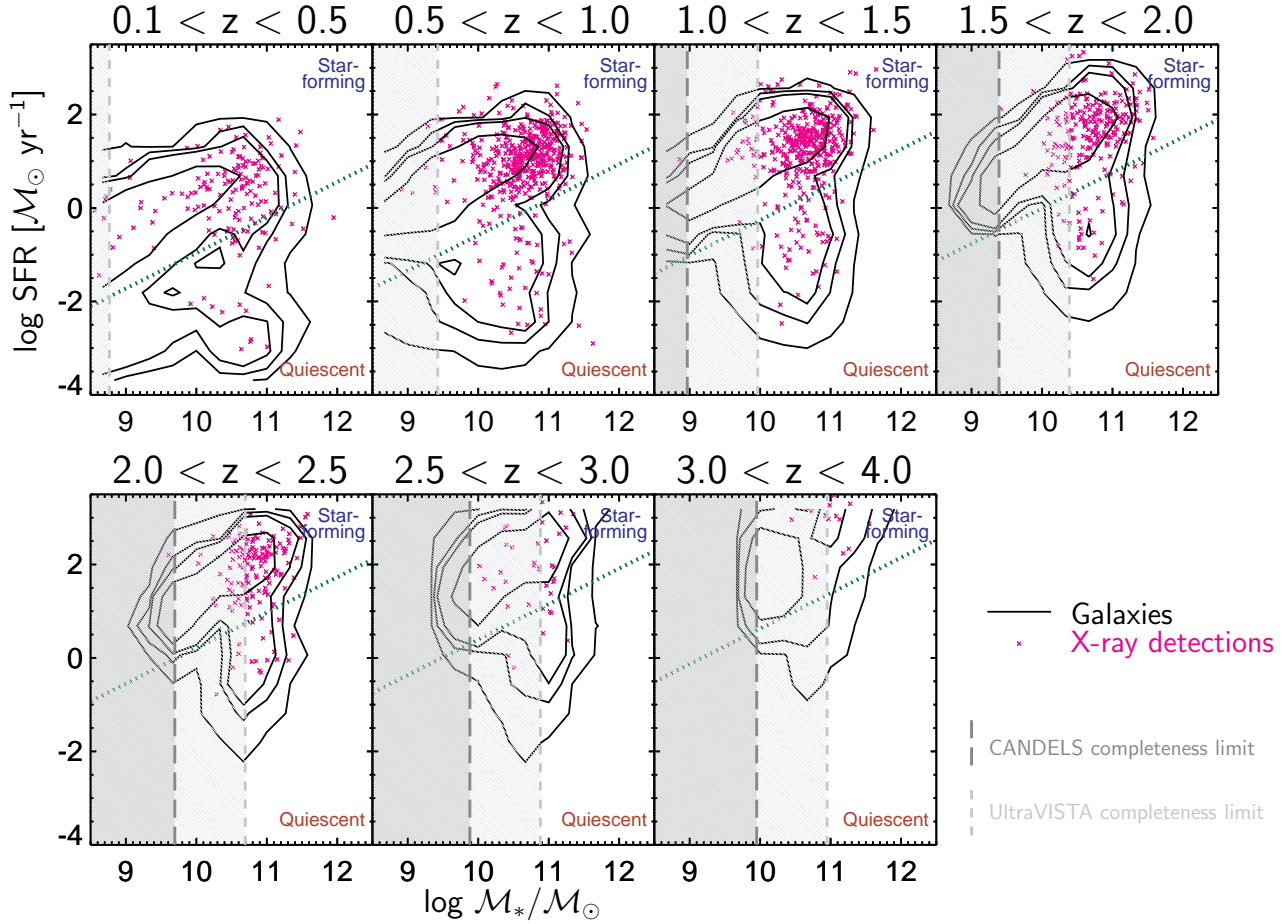 0.1 < z < 0.5
0.5 < z < 1.0
1.0 < z < 1.5
1.5 < z < 2.0
Star-
forming
Star-
forming
Star-
forming
Star-
forming
2
0
-2
-4
log SFR [ℳ⊙ yr⁻¹]
Quiescent
Quiescent
Quiescent
Quiescent
9 10 11 12
9 10 11 12
9 10 11 12
9 10 11 12
2.0 < z < 2.5
2.5 < z < 3.0
3.0 < z < 4.0
Star-
forming
Star-
forming
Star-
forming
2
0
-2
-4
Quiescent
Quiescent
Quiescent
9 10 11 12
9 10 11 12
9 10 11 12
log ℳ*/ℳ⊙
Galaxies
X-ray detections
CANDELS completeness limit
UltraVISTA completeness limit